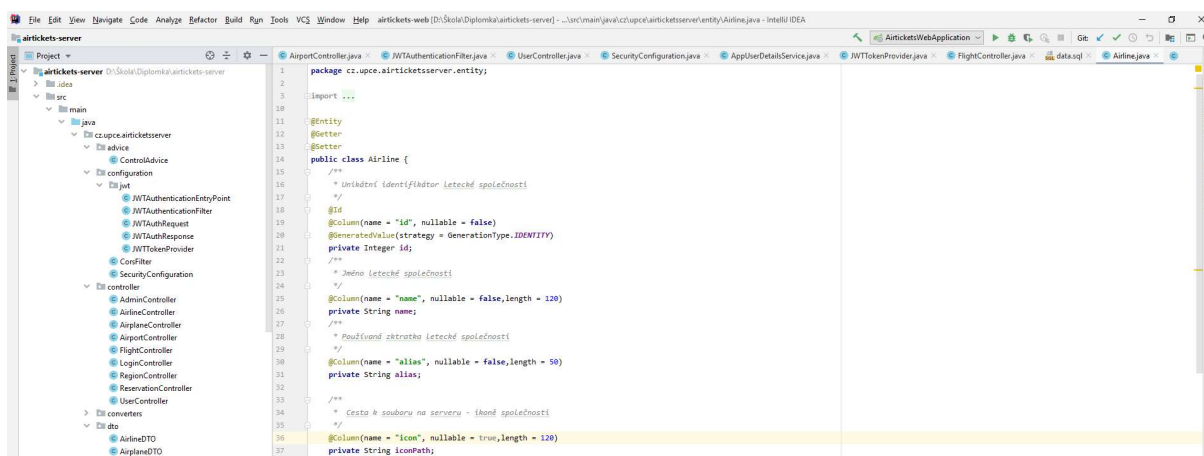 File Edit View Navigate Code Analyze Refactor Build Run Tools VCS Window Help airtickets-web [D:\Škola\Diplomka\airtickets-server] - ...\src\main\java\cz\upce\airticketsserver\entity\Airline.java - IntelliJ IDEA
airtickets-server
AirticketsWebApplication
Git:
1: Project
Project
AirportController.java
JWTAuthenticationFilter.java
UserController.java
SecurityConfiguration.java
AppUserDetailsService.java
JWTTokenProvider.java
FlightController.java
data.sql
Airline.java
airtickets-server D:\Škola\Diplomka\airtickets-server
.idea
src
main
java
cz.upce.airticketsserver
advice
ControlAdvice
configuration
jwt
JWTAuthenticationEntryPoint
JWTAuthenticationFilter
JWTAuthRequest
JWTAuthResponse
JWTTokenProvider
CorsFilter
SecurityConfiguration
controller
AdminController
AirlineController
AirplaneController
AirportController
FlightController
LoginController
RegionController
ReservationController
UserController
converters
dto
AirlineDTO
AirplaneDTO
1 package cz.upce.airticketsserver.entity;
2
3 import ...
10
11 @Entity
12 @Getter
13 @Setter
14 public class Airline {
15 /**
16 * Unikátní identifikátor letecké společnosti
17 */
18 @Id
19 @Column(name = "id", nullable = false)
20 @GeneratedValue(strategy = GenerationType.IDENTITY)
21 private Integer id;
22 /**
23 * Jméno letecké společnosti
24 */
25 @Column(name = "name", nullable = false,length = 120)
26 private String name;
27 /**
28 * Používaná zktratka letecké společnosti
29 */
30 @Column(name = "alias", nullable = false,length = 50)
31 private String alias;
32
33 /**
34 * Cesta k souboru na serveru - ikoně společnosti
35 */
36 @Column(name = "icon", nullable = true,length = 120)
37 private String iconPath;